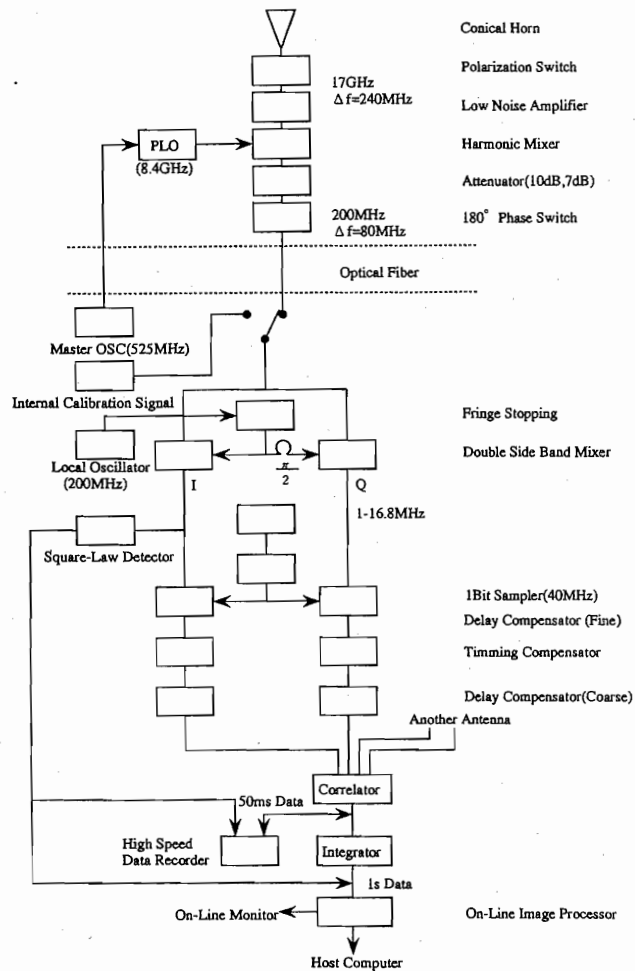 Conical Horn
Polarization Switch
17GHz
Δf=240MHz
Low Noise Amplifier
PLO
(8.4GHz)
Harmonic Mixer
Attenuator(10dB,7dB)
200MHz
Δf=80MHz
180° Phase Switch
Optical Fiber
Master OSC(525MHz)
Internal Calibration Signal
Fringe Stopping
Local Oscillator
(200MHz)
π
2
Double Side Band Mixer
I
Q
1-16.8MHz
Square-Law Detector
1Bit Sampler(40MHz)
Delay Compensator (Fine)
Timming Compensator
Delay Compensator(Coarse)
Another Antenna
Correlator
50ms Data
High Speed
Data Recorder
Integrator
1s Data
On-Line Monitor
On-Line Image Processor
Host Computer